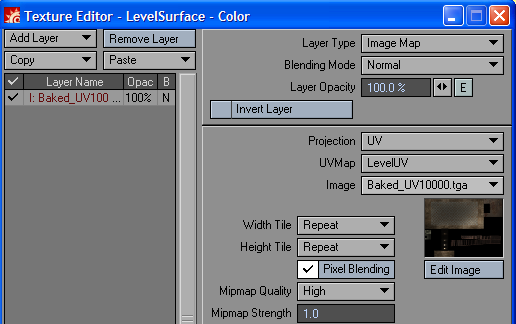 Texture Editor - LevelSurface - Color
Add Layer Remove Layer
Copy Paste
Layer Name Opac B
I: Baked_UV100 ... 100% N
Layer Type Image Map
Blending Mode Normal
Layer Opacity 100.0 % E
Invert Layer
Projection UV
UVMap LevelUV
Image Baked_UV10000.tga
Width Tile Repeat
Height Tile Repeat
Pixel Blending Edit Image
Mipmap Quality High
Mipmap Strength 1.0